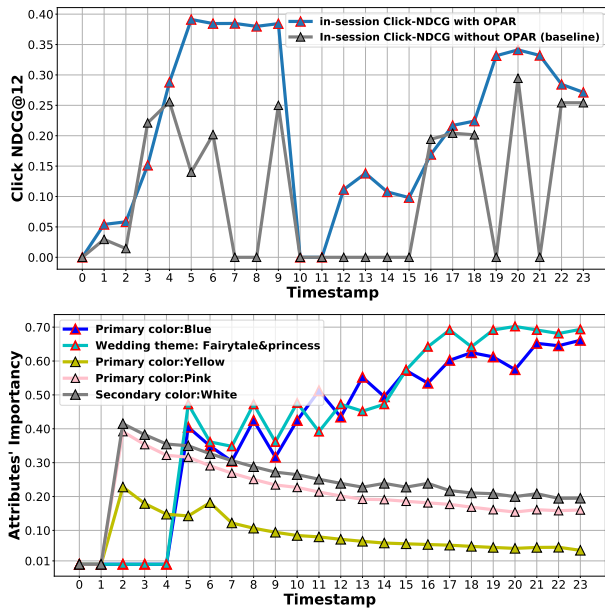 0.40
0.35
0.30
0.25
0.20
0.15
0.10
0.05
0.00
Click NDCG@12
in-session Click-NDCG with OPAR
In-session Click-NDCG without OPAR (baseline)
0 1 2 3 4 5 6 7 8 9 10 11 12 13 14 15 16 17 18 19 20 21 22 23
Timestamp
0.70
0.60
0.50
0.40
0.30
0.20
0.10
0.01
Attributes' Importancy
Primary color:Blue
Wedding theme: Fairytale&princess
Primary color:Yellow
Primary color:Pink
Secondary color:White
0 1 2 3 4 5 6 7 8 9 10 11 12 13 14 15 16 17 18 19 20 21 22 23
Timestamp